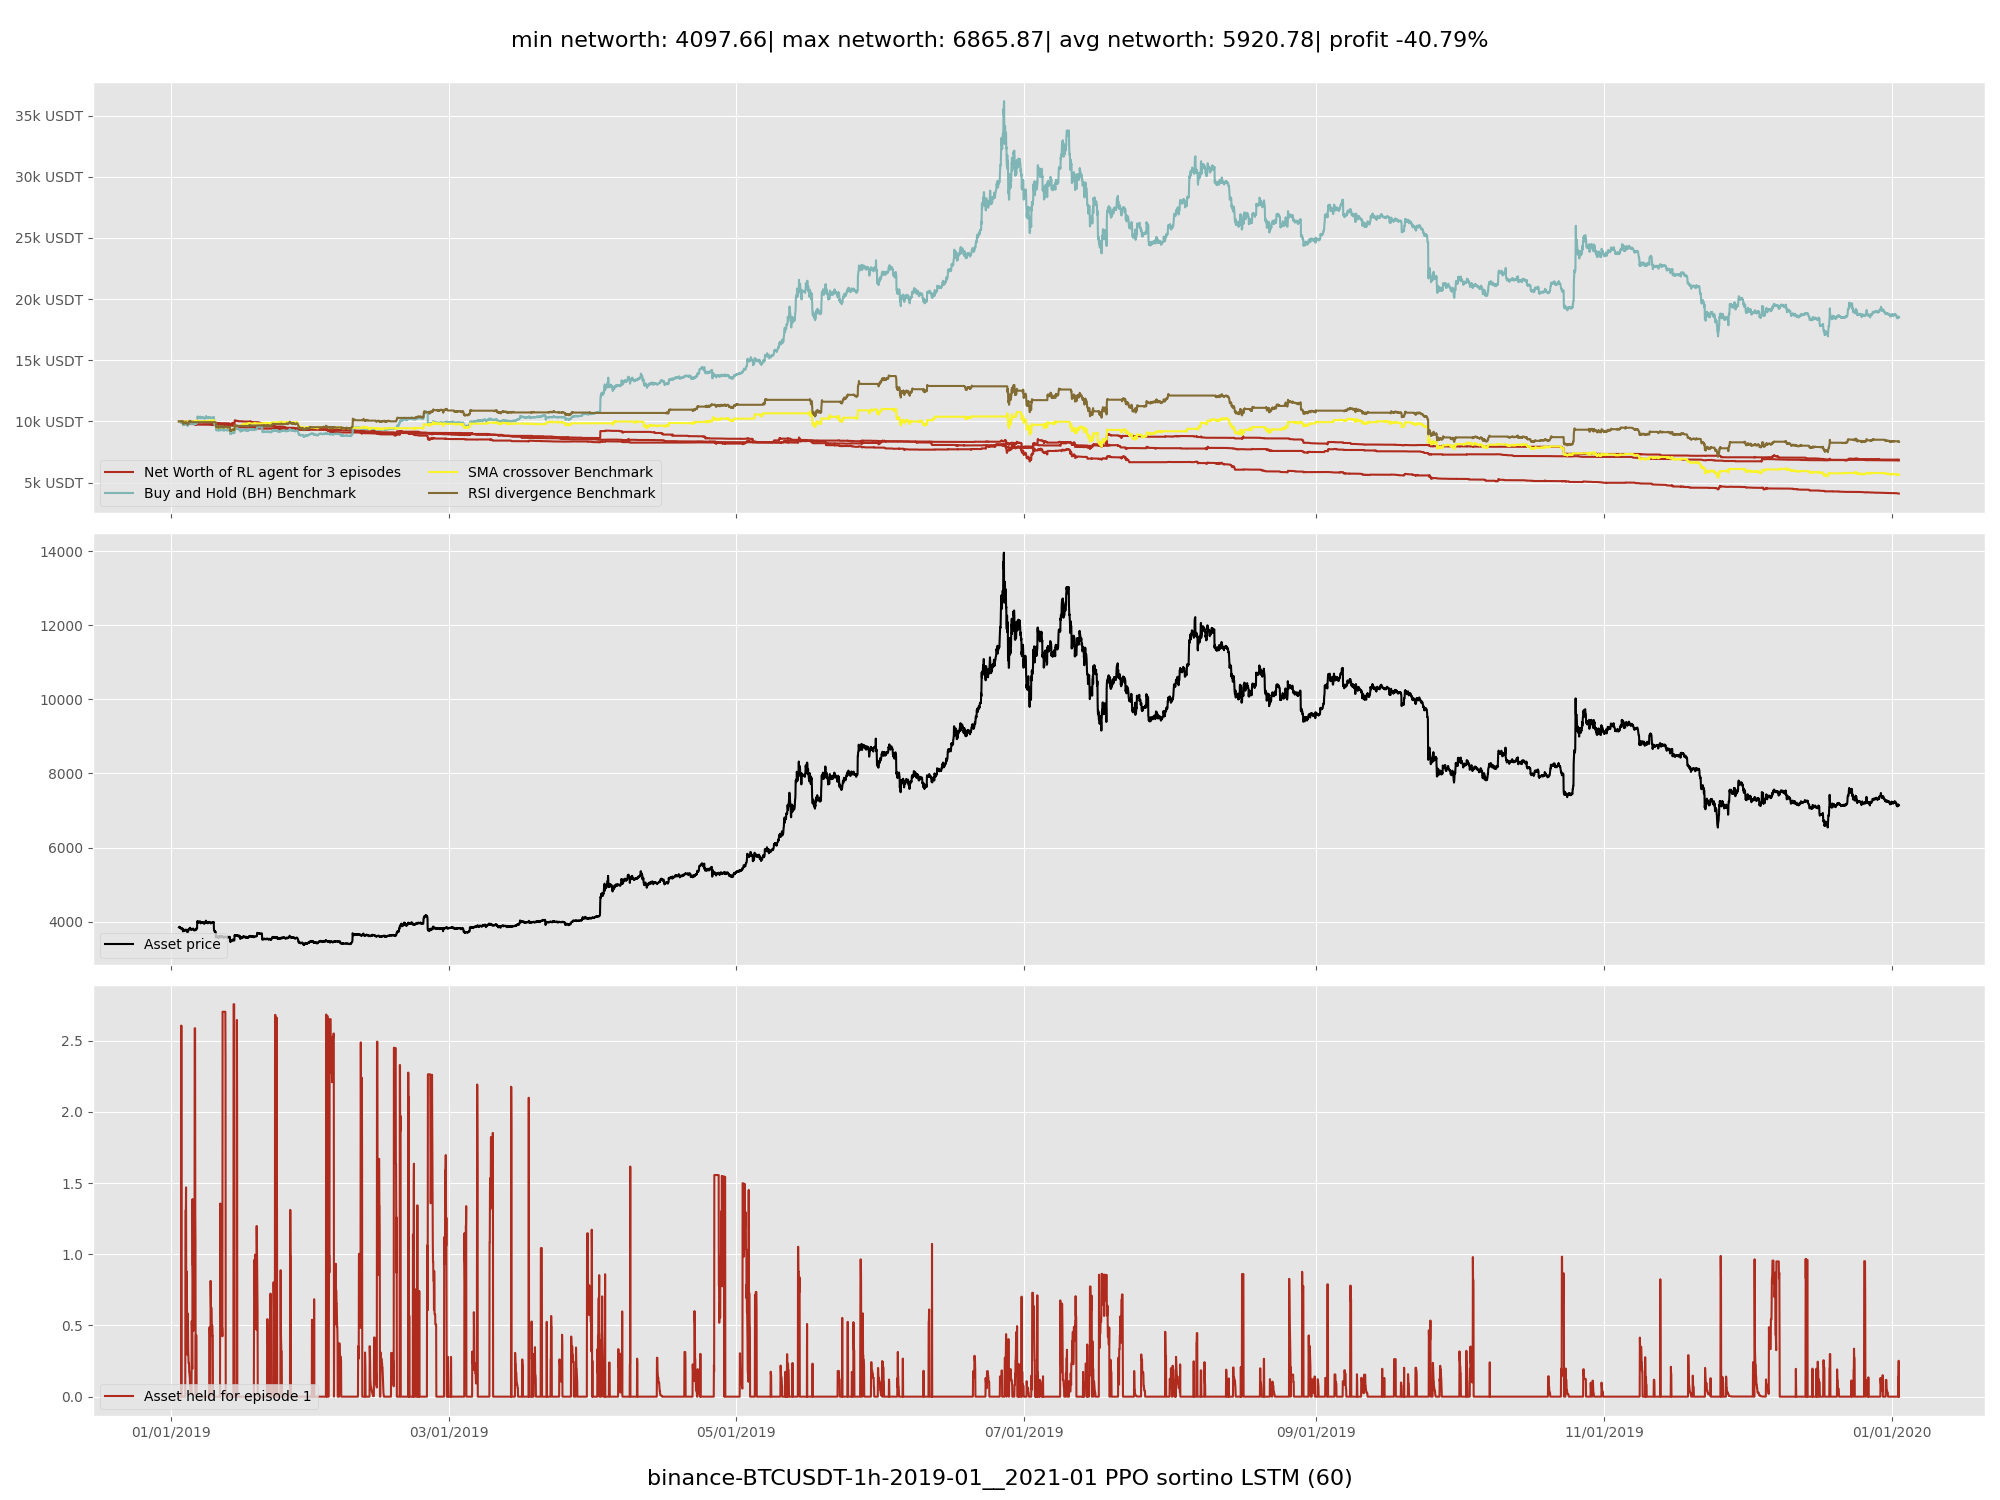 min networth: 4097.66| max networth: 6865.87| avg networth: 5920.78| profit -40.79%
35k USDT
30k USDT
25k USDT
20k USDT
15k USDT
10k USDT
5k USDT
Net Worth of RL agent for 3 episodes
Buy and Hold (BH) Benchmark
SMA crossover Benchmark
RSI divergence Benchmark
14000
12000
10000
8000
6000
4000
Asset price
2.5
2.0
1.5
1.0
0.5
0.0
Asset held for episode 1
01/01/2019 03/01/2019 05/01/2019 07/01/2019 09/01/2019 11/01/2019 01/01/2020
binance-BTCUSDT-1h-2019-01__2021-01 PPO sortino LSTM (60)